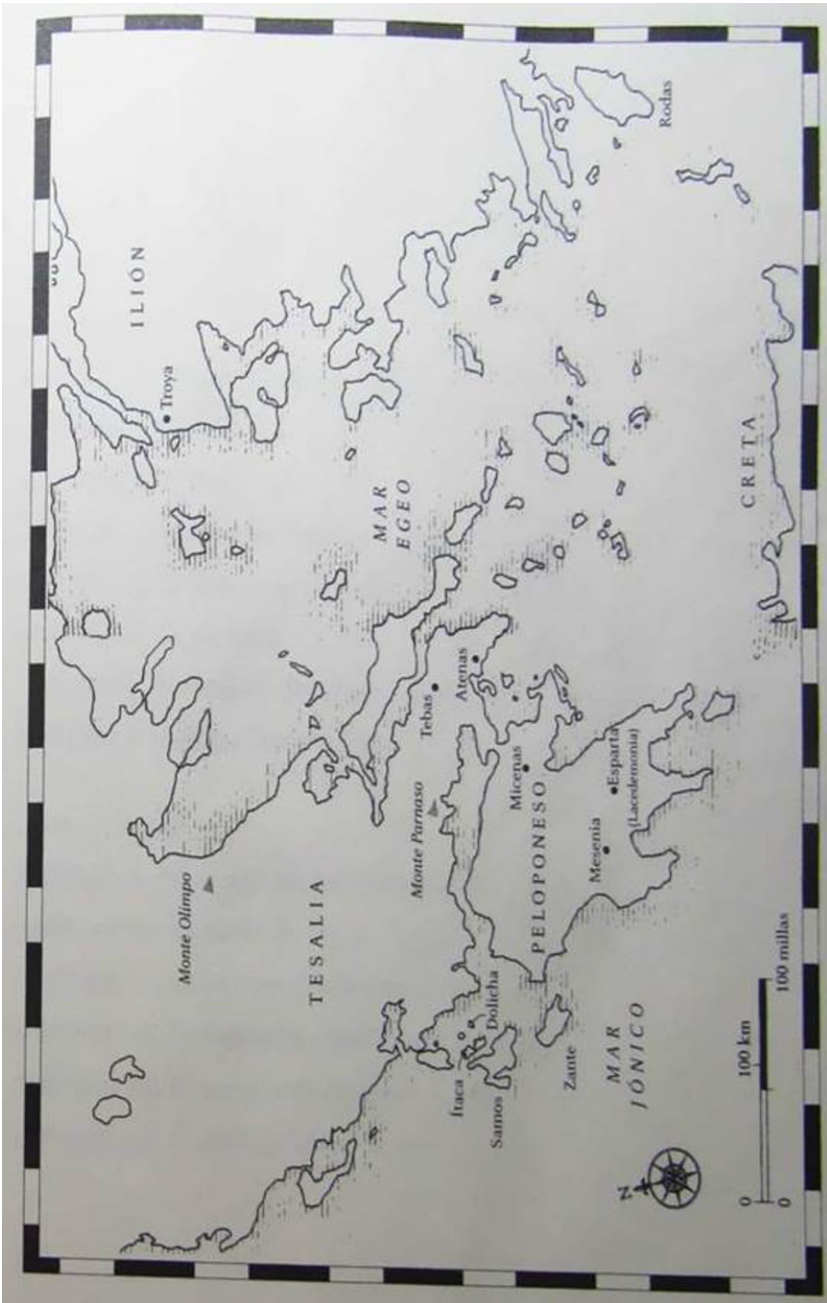 ILIÓN
Troya
Monte Olimpo
TESALIA
MAR
EGEO
Monte Parnaso
Tebas
Atenas
Ítaca
Dolicha
Samos
Micenas
PELOPONESO
Zante
Mesenia
Esparta
(Lacedemonia)
MAR
JÓNICO
Rodas
CRETA
N
0
100 km
0
100 millas